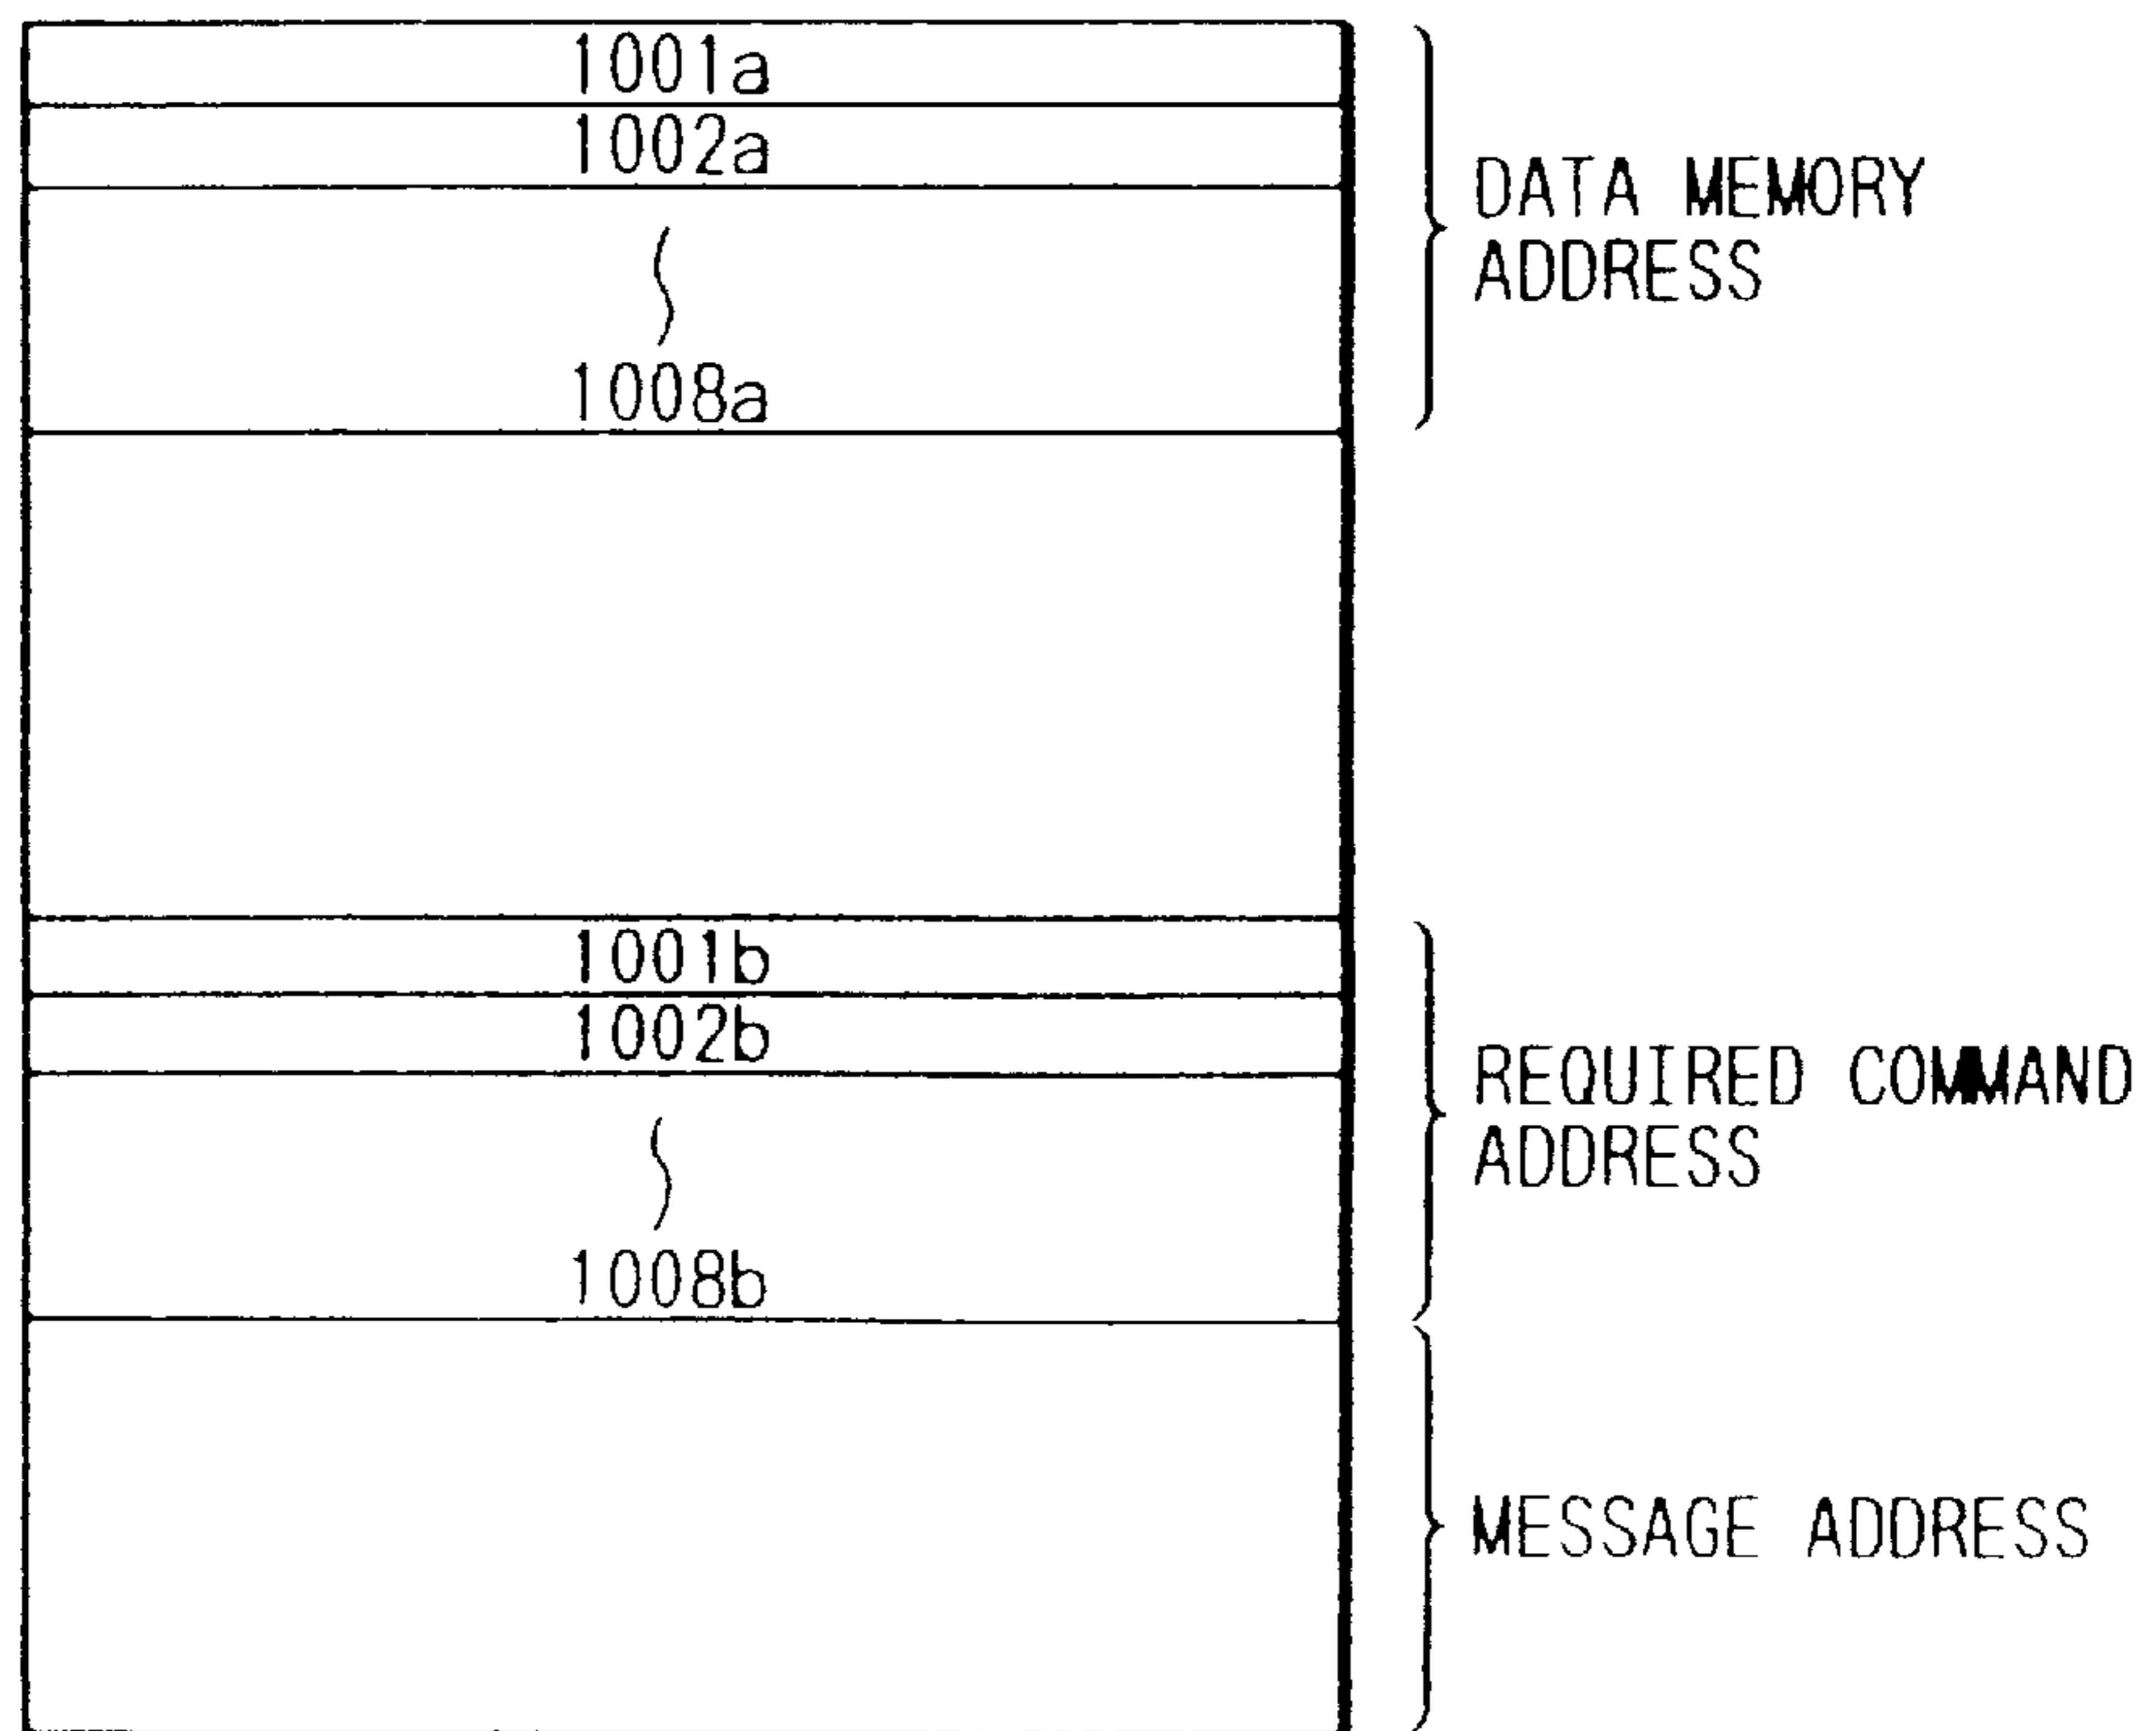 1001a
1002a
1008a
DATA MEMORY
ADDRESS
1001b
1002b
1008b
REQUIRED COMMAND
ADDRESS
MESSAGE ADDRESS